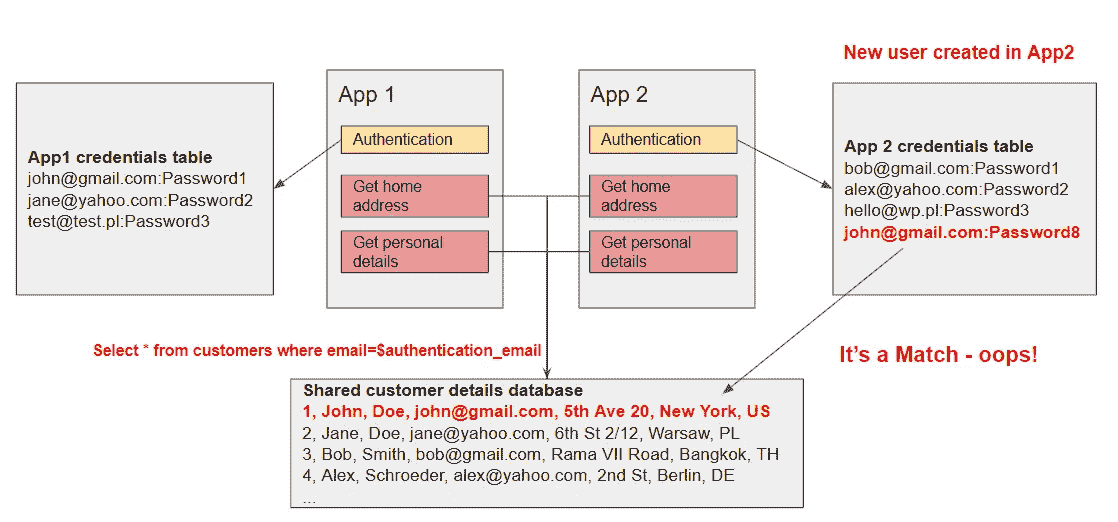 New user created in App2
App1 credentials table
john@gmail.com:Password1
jane@yahoo.com:Password2
test@test.pl:Password3
App 1
Authentication
Get home
address
Get personal
details
App 2
Authentication
Get home
address
Get personal
details
App 2 credentials table
bob@gmail.com:Password1
alex@yahoo.com:Password2
hello@wp.pl:Password3
john@gmail.com:Password8
Select * from customers where email=$authentication_email
It's a Match - oops!
Shared customer details database
1, John, Doe, john@gmail.com, 5th Ave 20, New York, US
2, Jane, Doe, jane@yahoo.com, 6th St 2/12, Warsaw, PL
3, Bob, Smith, bob@gmail.com, Rama VII Road, Bangkok, TH
4, Alex, Schroeder, alex@yahoo.com, 2nd St, Berlin, DE
...